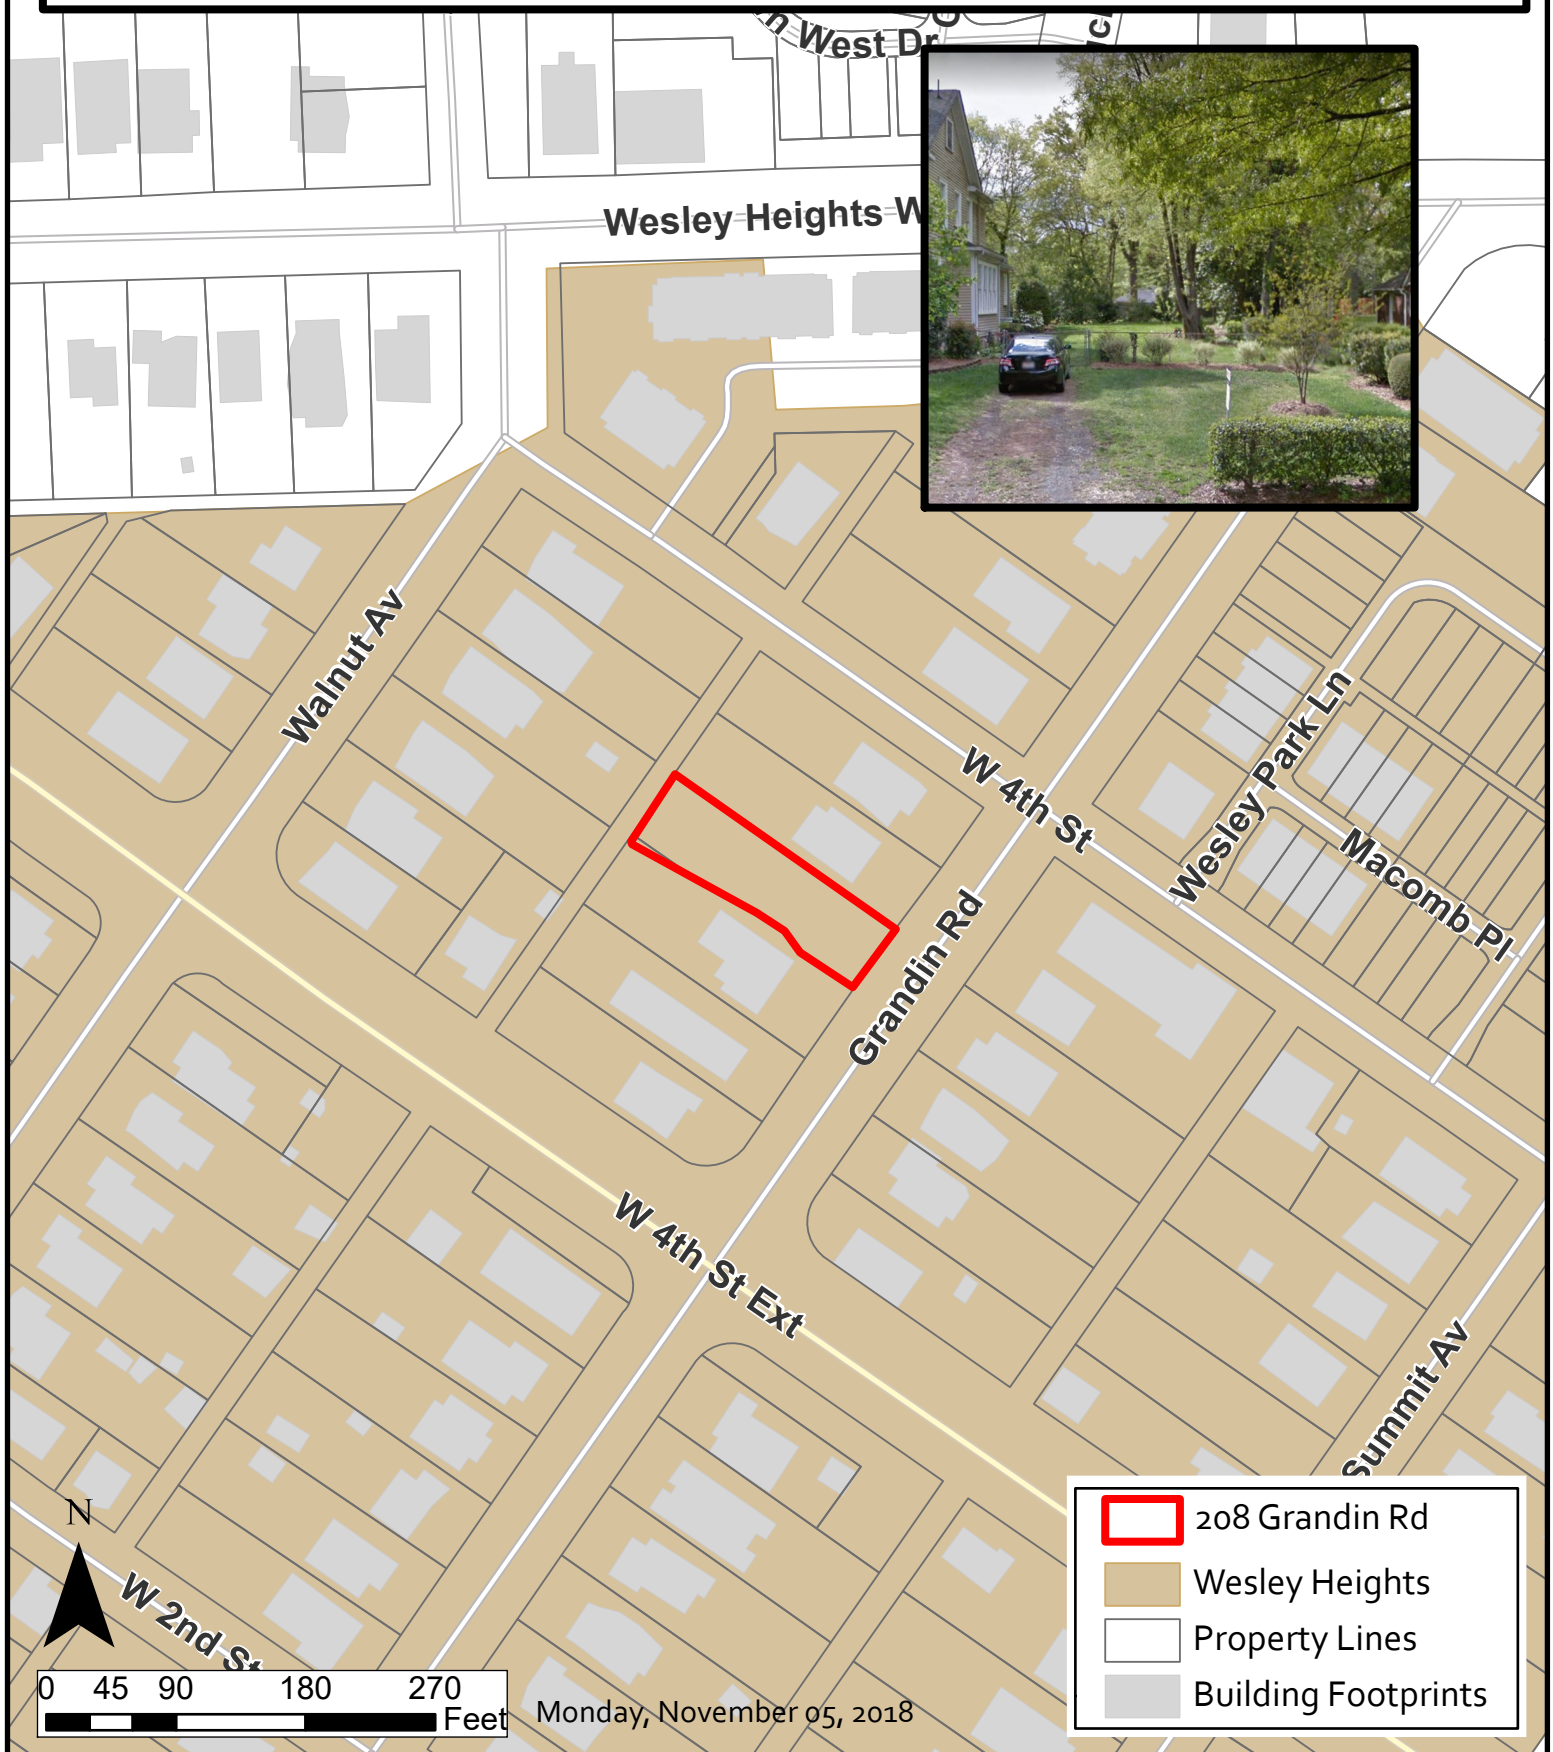 West Dr
Wesley Heights W
Walnut Av
W 4th St
Wesley Park Ln
Macomb Pl
Grandin Rd
W 4th St Ext
Summit Av
W 2nd St
N
0 45 90 180 270
Feet
Monday, November 05, 2018
208 Grandin Rd
Wesley Heights
Property Lines
Building Footprints